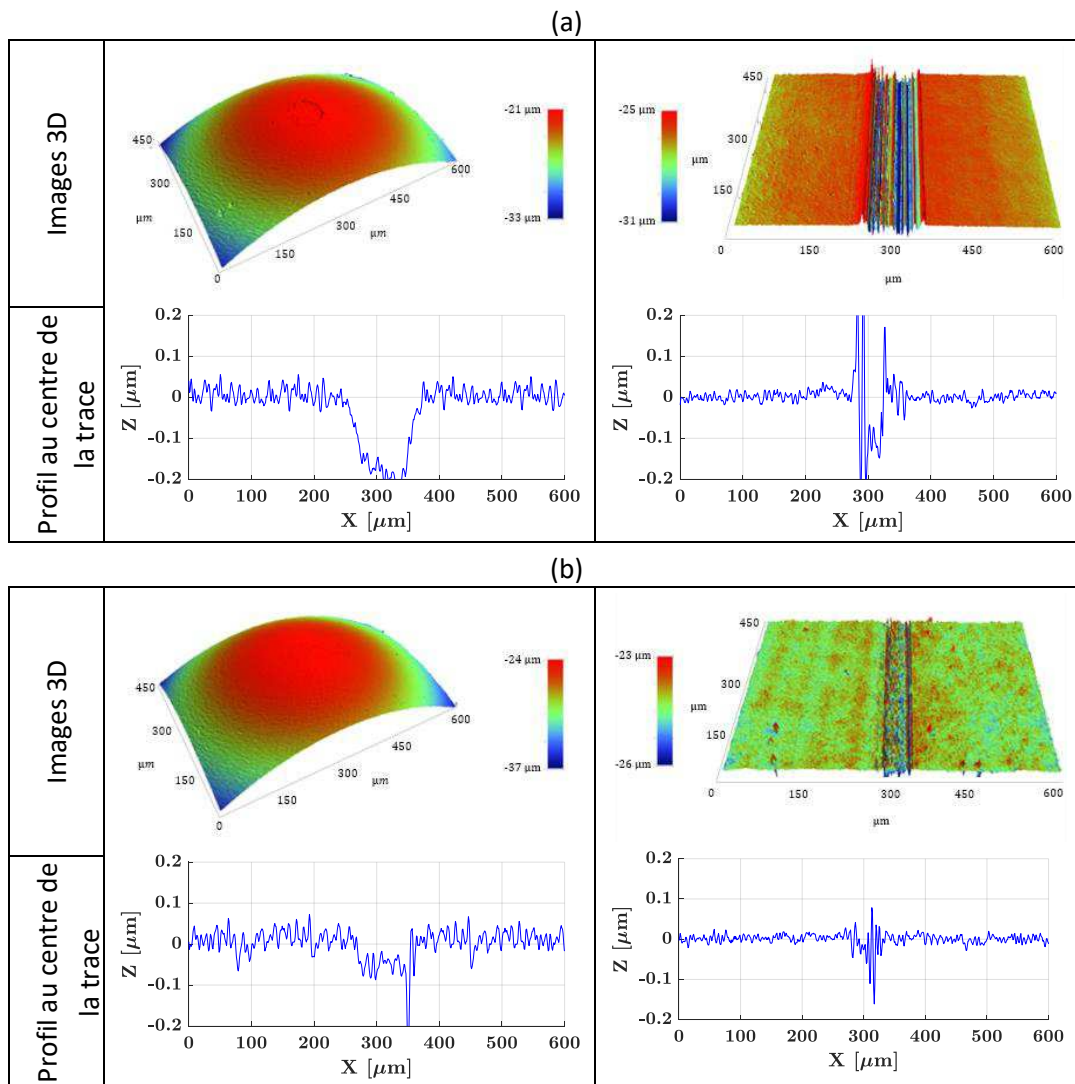 (a)
Images 3D
450
300
µm
150
0
150
300
µm
450
600
-21 µm
-33 µm
-25 µm
-31 µm
450
300
µm
150
0
150
300
450
600
µm
Profil au centre de
la trace
Z [µm]
0.2
0.1
0
-0.1
-0.2
0 100 200 300 400 500 600
X [µm]
Z [µm]
0.2
0.1
0
-0.1
-0.2
0 100 200 300 400 500 600
X [µm]
(b)
Images 3D
450
300
µm
150
0
150
300
µm
450
600
-24 µm
-37 µm
-23 µm
-26 µm
450
300
µm
150
0
150
300
450
600
µm
Profil au centre de
la trace
Z [µm]
0.2
0.1
0
-0.1
-0.2
0 100 200 300 400 500 600
X [µm]
Z [µm]
0.2
0.1
0
-0.1
-0.2
0 100 200 300 400 500 600
X [µm]